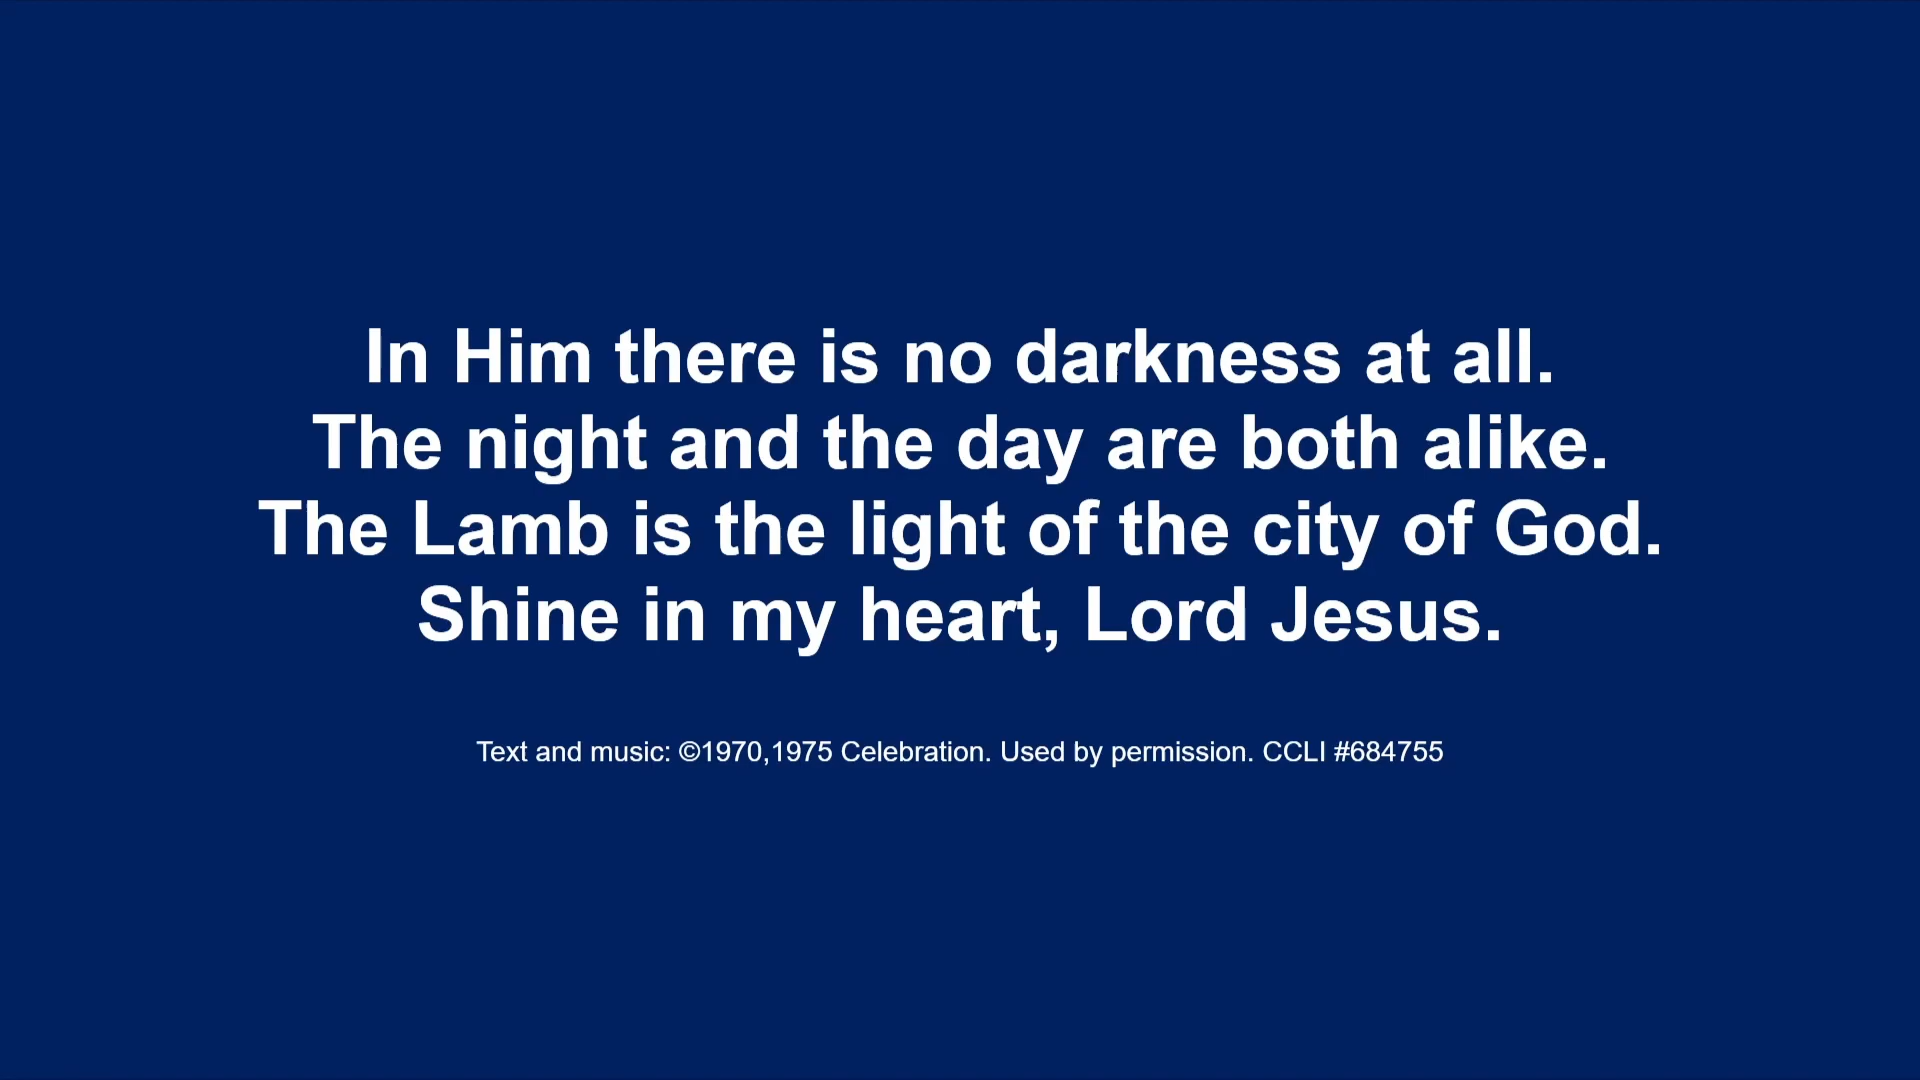 In Him there is no darkness at all.
The night and the day are both alike.
The Lamb is the light of the city of God.
Shine in my heart, Lord Jesus.
Text and music: ©1970,1975 Celebration. Used by permission. CCLI #684755